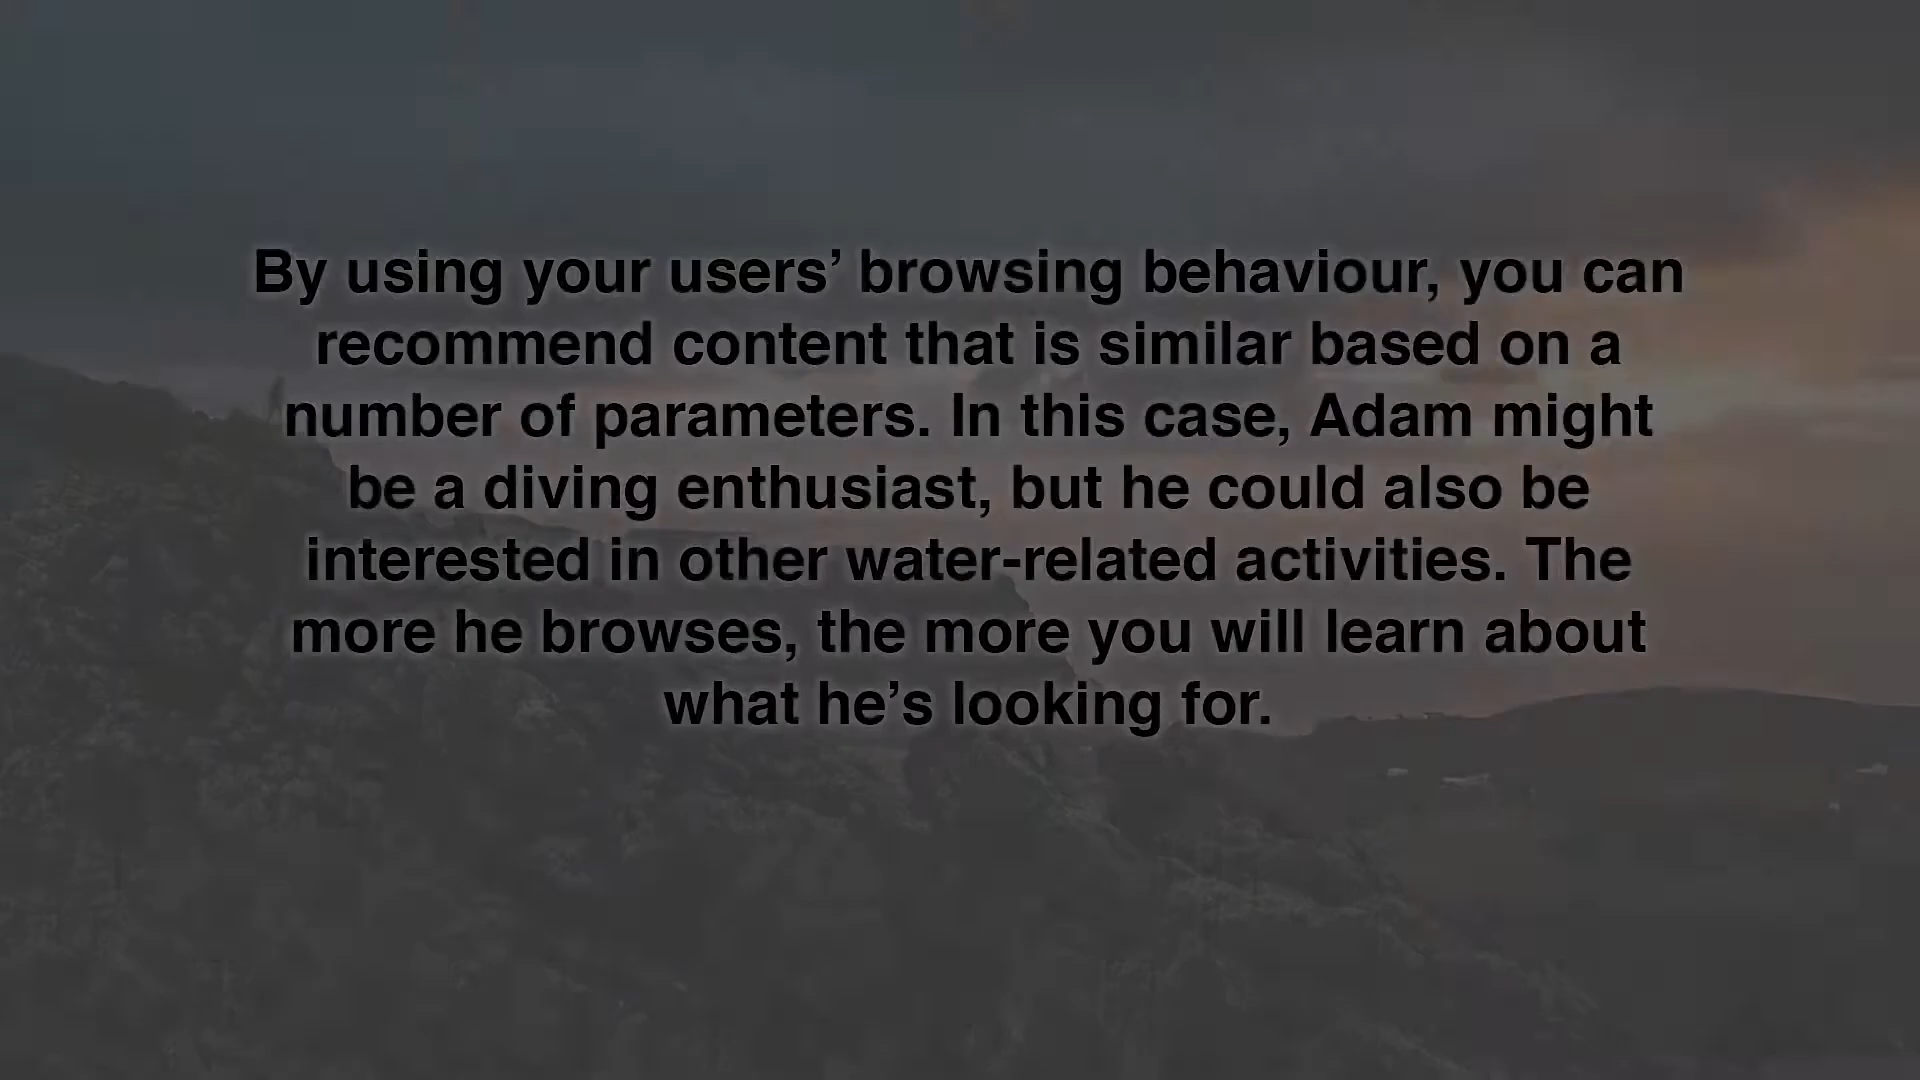 By using your users’ browsing behaviour, you can
recommend content that is similar based on a
number of parameters. In this case, Adam might
be a diving enthusiast, but he could also be
interested in other water-related activities. The
more he browses, the more you will learn about
what he’s looking for.